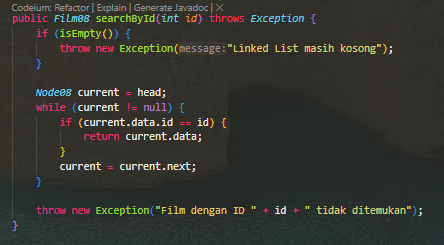 Codeium: Refactor | Explain | Generate Javadoc | ×
public Film08 searchById(int id) throws Exception {
if (isEmpty()) {
throw new Exception(message:"Linked List masih kosong");
}
Node08 current = head;
while (current != null) {
if (current.data.id == id) {
return current.data;
}
current = current.next;
}
throw new Exception("Film dengan ID " + id + " tidak ditemukan");
}